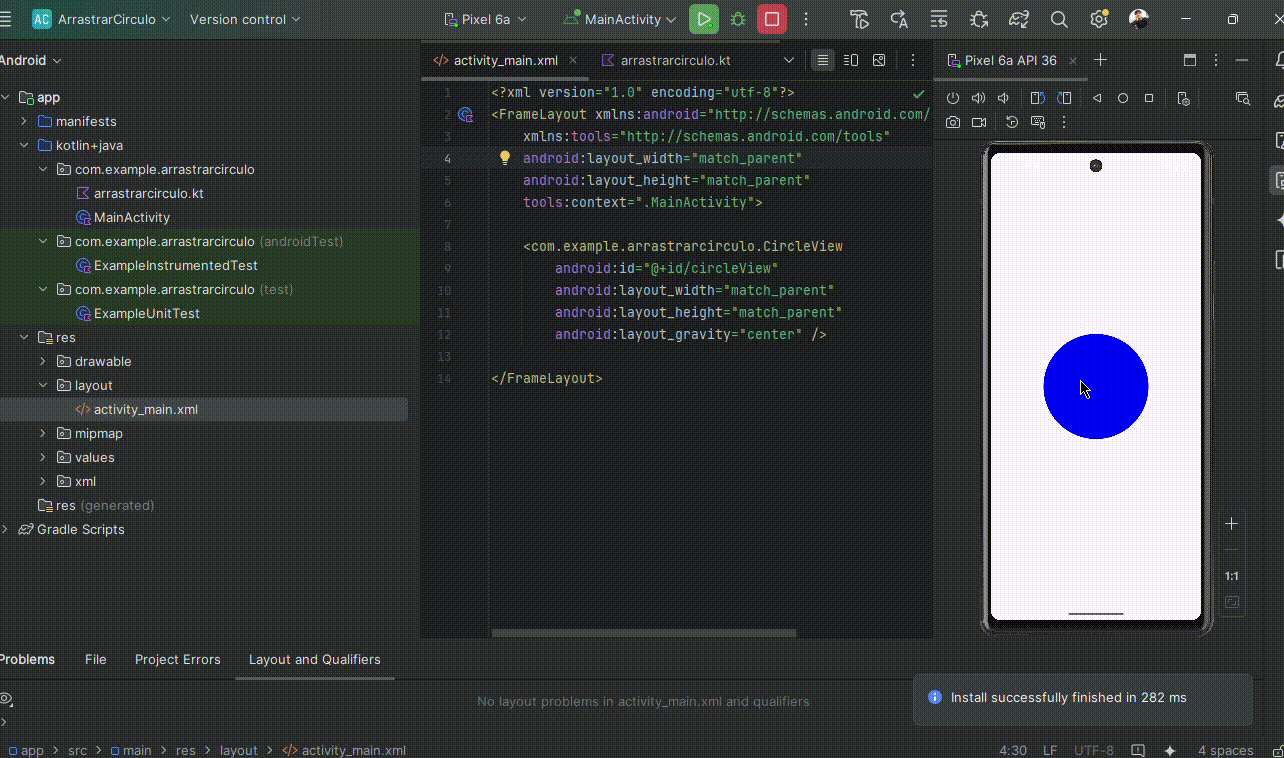 AC ArrastrarCirculo Version control Pixel 6a MainActivity
Android
app
manifests
kotlin+java
com.example.arrastrarcirculo
arrastrarcirculo.kt
MainActivity
com.example.arrastrarcirculo (androidTest)
ExampleInstrumentedTest
com.example.arrastrarcirculo (test)
ExampleUnitTest
res
drawable
layout
activity_main.xml
mipmap
values
xml
res (generated)
Gradle Scripts
activity_main.xml arrastrarcirculo.kt
1 <?xml version="1.0" encoding="utf-8"?>
2 <FrameLayout xmlns:android="http://schemas.android.com/
3 xmlns:tools="http://schemas.android.com/tools"
4 android:layout_width="match_parent"
5 android:layout_height="match_parent"
6 tools:context=".MainActivity">
7
8 <com.example.arrastrarcirculo.CircleView
9 android:id="@+id/circleView"
10 android:layout_width="match_parent"
11 android:layout_height="match_parent"
12 android:layout_gravity="center" />
13
14 </FrameLayout>
Pixel 6a API 36
1:1
Problems File Project Errors Layout and Qualifiers
No layout problems in activity_main.xml and qualifiers
Install successfully finished in 282 ms
app > src > main > res > layout > activity_main.xml
4:30 LF UTF-8 4 spaces